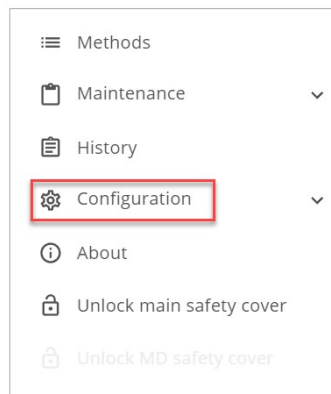 Methods
Maintenance
History
Configuration
About
Unlock main safety cover
Unlock MD safety cover